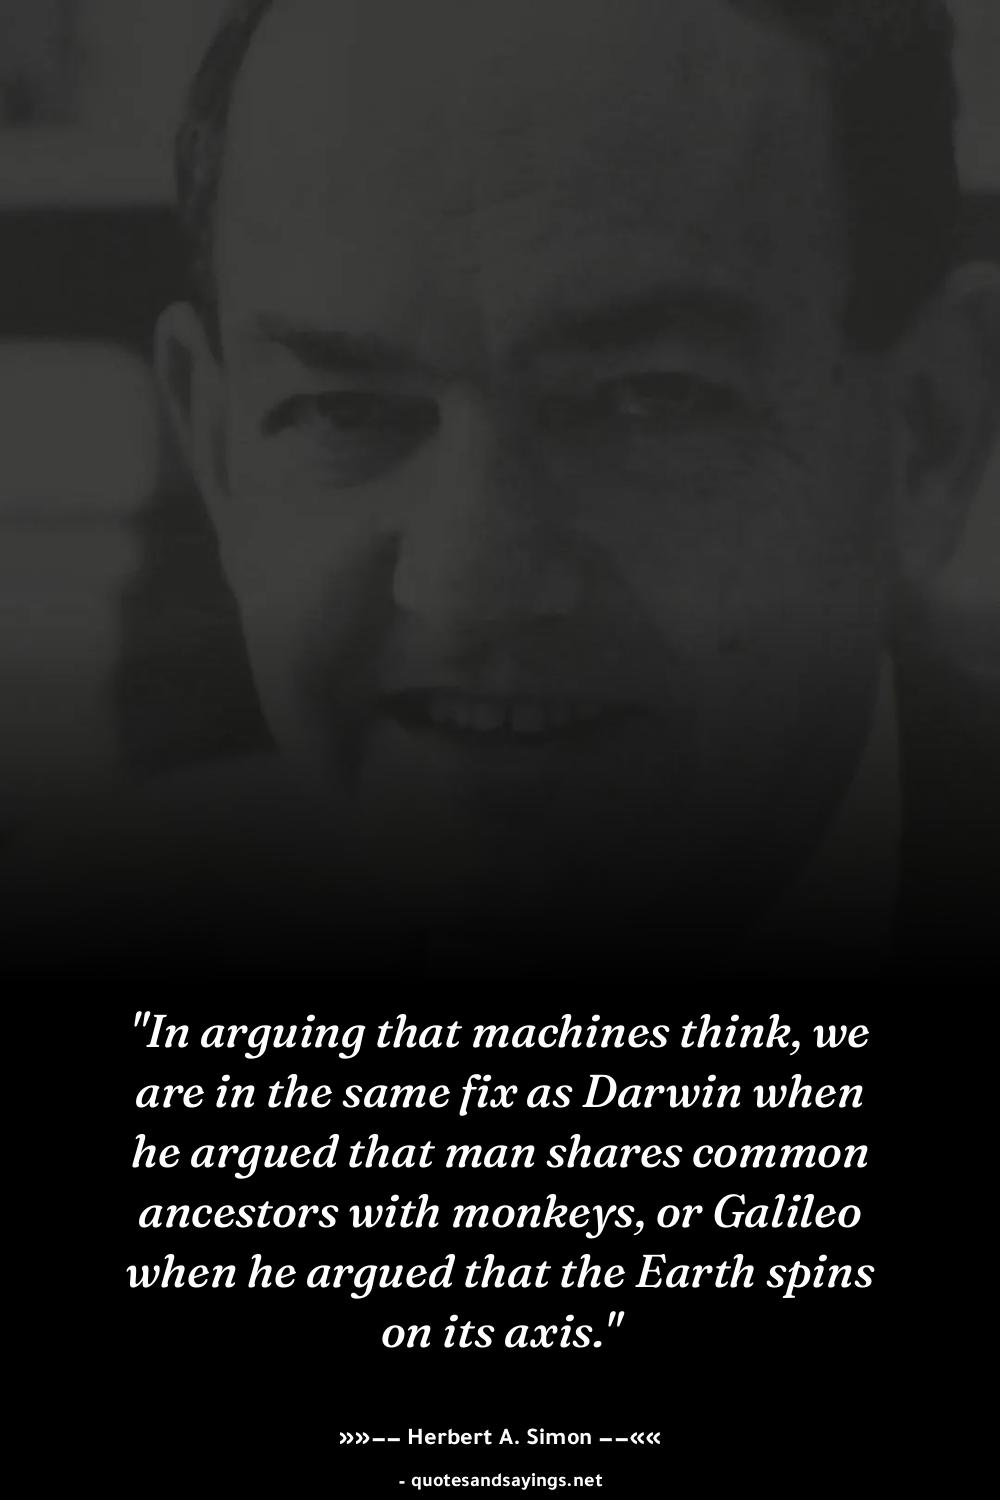 "In arguing that machines think, we
are in the same fix as Darwin when
he argued that man shares common
ancestors with monkeys, or Galileo
when he argued that the Earth spins
on its axis."
»»−− Herbert A. Simon −−««
- quotesandsayings.net